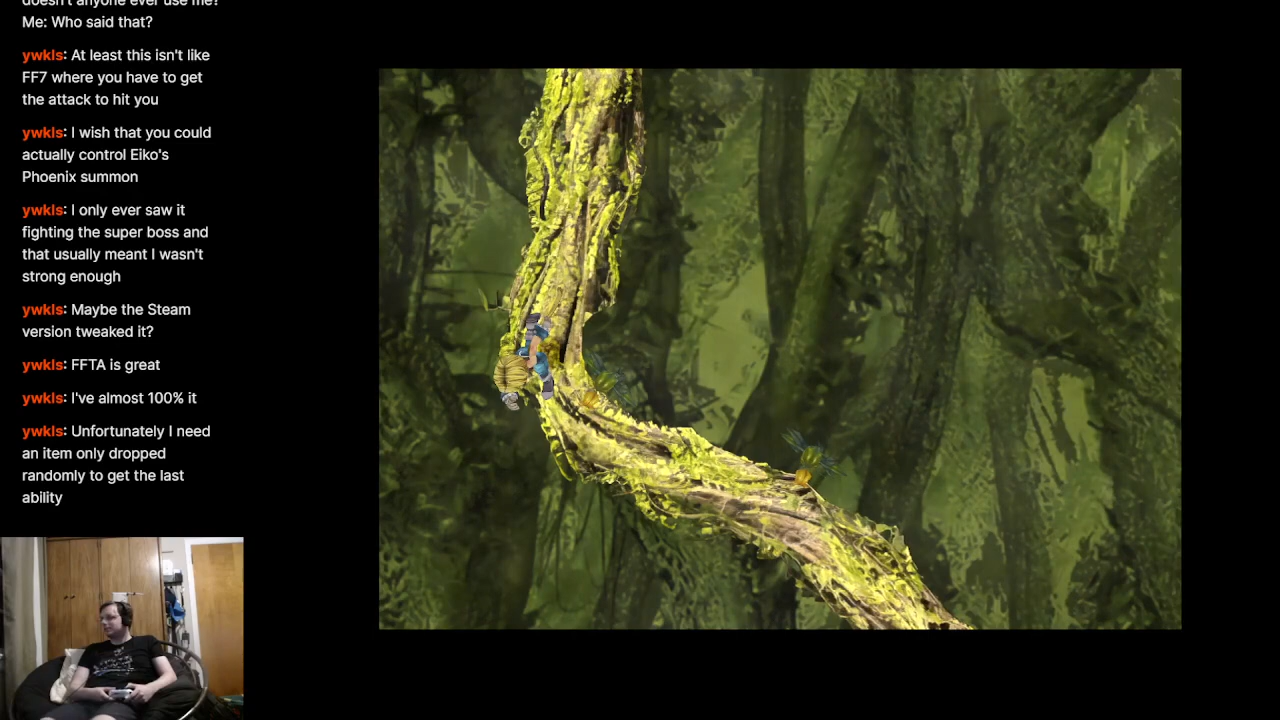 doesn't anyone ever use me?
Me: Who said that?
ywkls: At least this isn't like
FF7 where you have to get
the attack to hit you
ywkls: I wish that you could
actually control Eiko's
Phoenix summon
ywkls: I only ever saw it
fighting the super boss and
that usually meant I wasn't
strong enough
ywkls: Maybe the Steam
version tweaked it?
ywkls: FFTA is great
ywkls: I've almost 100% it
ywkls: Unfortunately I need
an item only dropped
randomly to get the last
ability